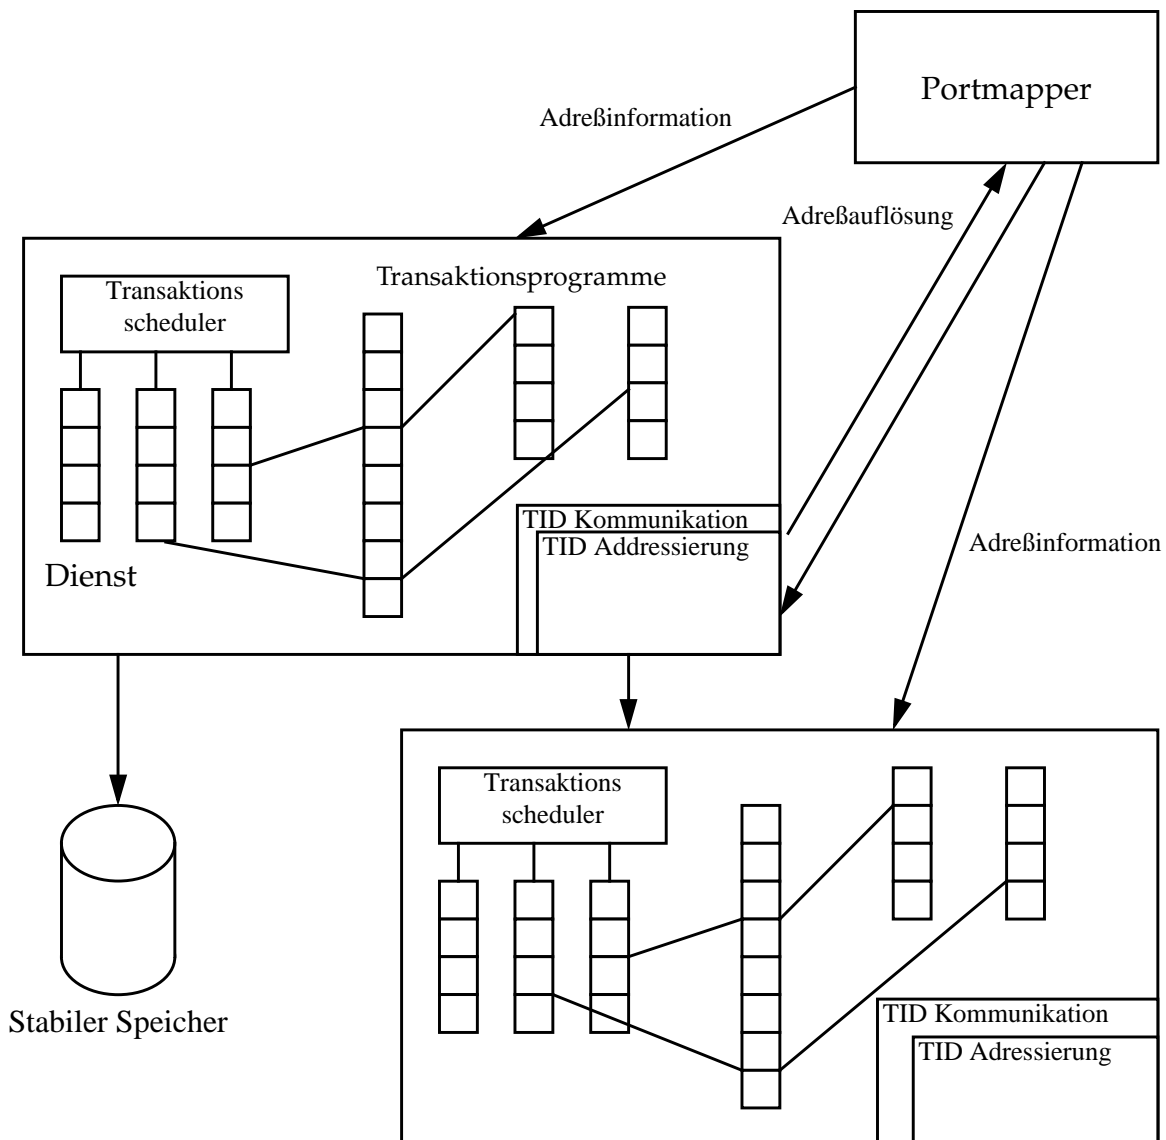 Portmapper
Adreßinformation
Adreßauflösung
Transaktions
scheduler
Transaktionsprogramme
TID Kommunikation
TID Addressierung
Dienst
Adreßinformation
Transaktions
scheduler
Stabiler Speicher
TID Kommunikation
TID Adressierung